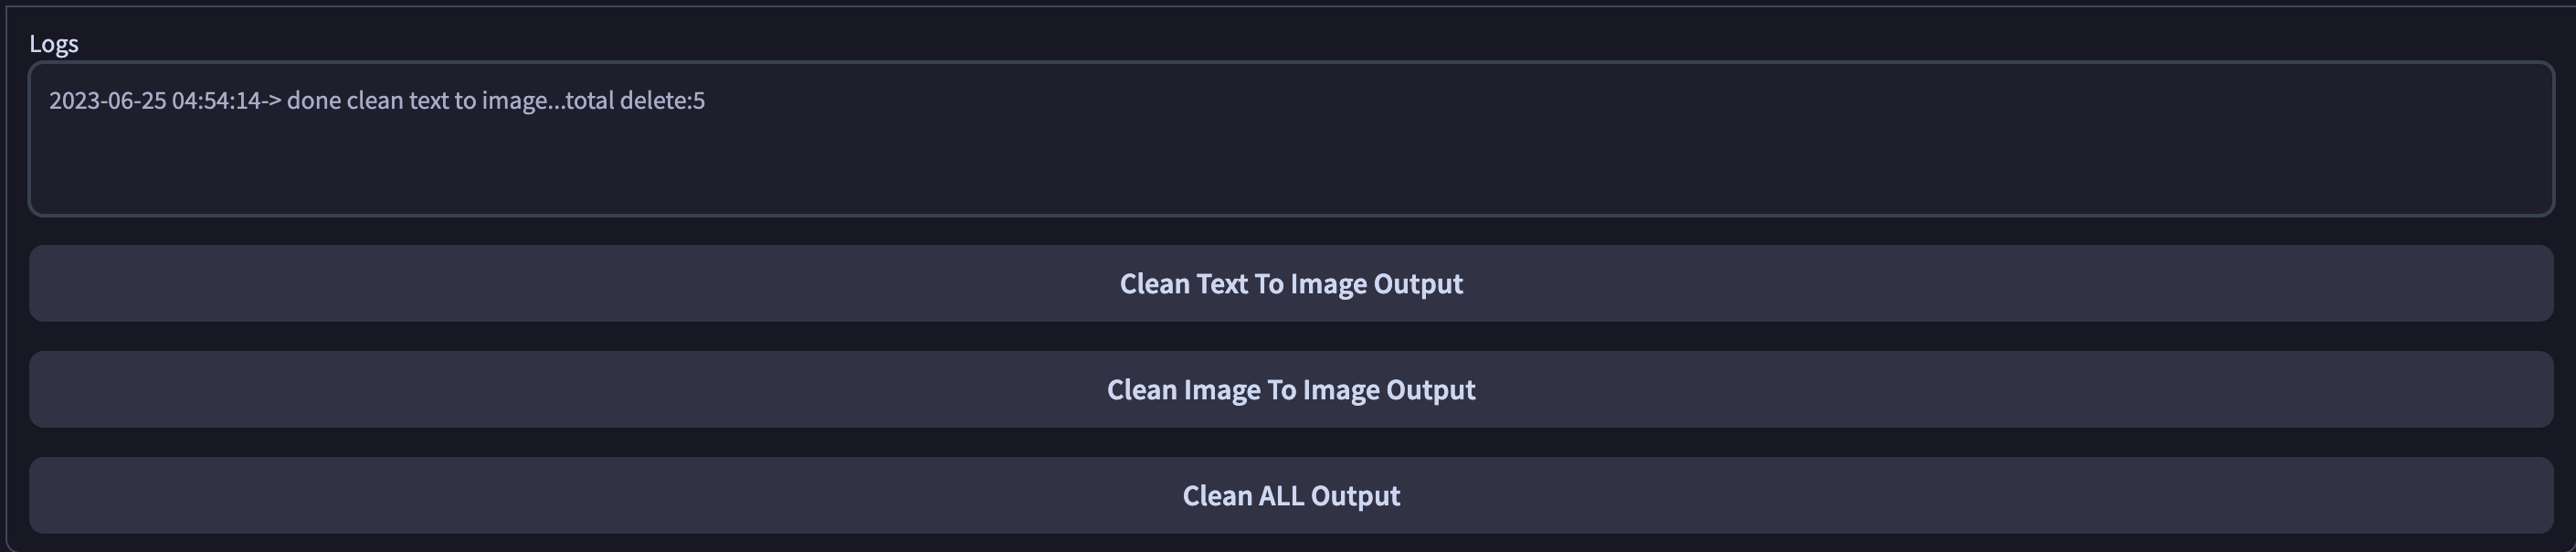 Logs
2023-06-25 04:54:14-> done clean text to image...total delete:5
Clean Text To Image Output
Clean Image To Image Output
Clean ALL Output